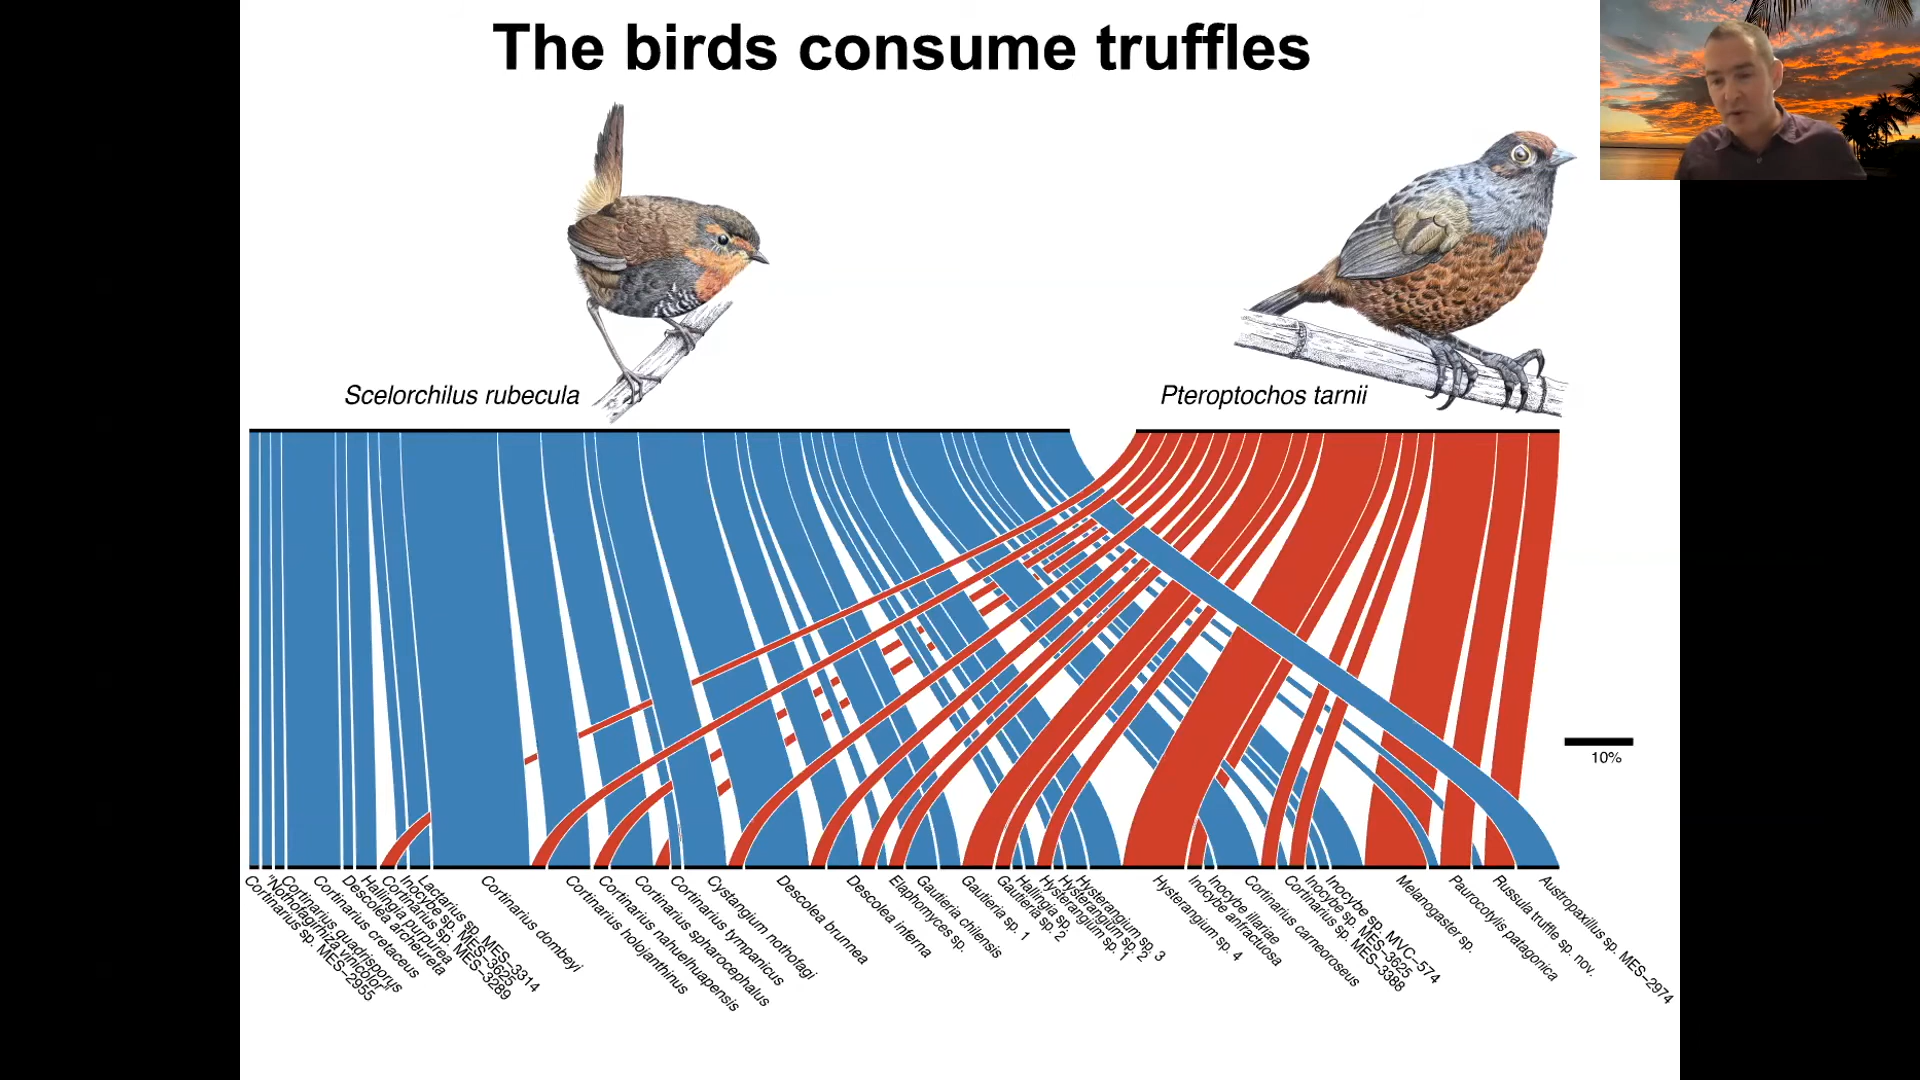 The birds consume truffles
Scelorchilus rubecula
Pteroptochos tarnii
10%
Cortinarius sp. MES–2955
"Nothofagirhiza vinicolor"
Cortinarius quadrisporus
Cortinarius cretaceus
Descolea archeureta
Hallingia purpurea
Cortinarius sp. MES–3289
Inocybe sp. MES–3625
Lactarius sp. MES–3314
Cortinarius dombeyi
Cortinarius holojanthinus
Cortinarius nahuelhuapensis
Cortinarius spharocephalus
Cortinarius tympanicus
Cystangium nothofagi
Descolea brunnea
Descolea inferna
Elaphomyces sp.
Gautieria chilensis
Gautieria sp. 1
Gautieria sp. 2
Hallingia sp.
Hysterangium sp. 1
Hysterangium sp. 2
Hysterangium sp. 3
Hysterangium sp. 4
Inocybe anfractuosa
Inocybe illariae
Cortinarius carneoroseus
Cortinarius sp. MES–3388
Inocybe sp. MES–3625
Inocybe sp. MVC–574
Melanogaster sp.
Paurocotylis patagonica
Russula truffle sp. nov.
Austropaxillus sp. MES–2974